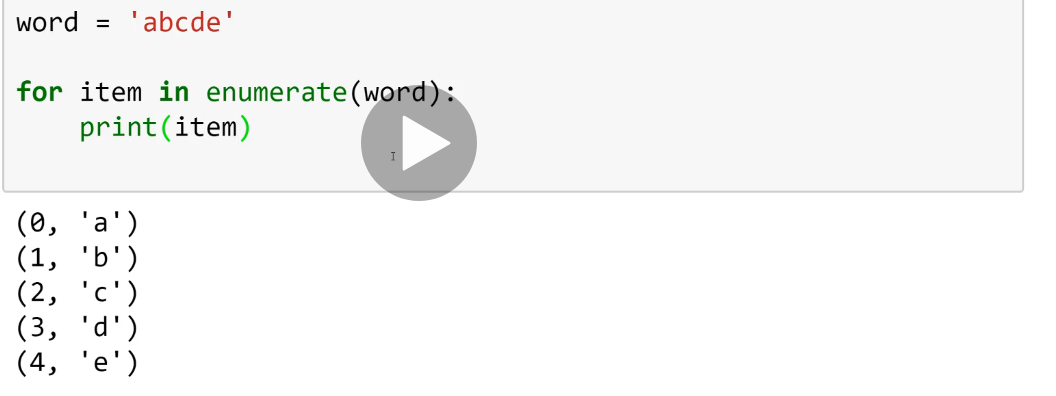 word = 'abcde'
for item in enumerate(word):
    print(item)
(0, 'a')
(1, 'b')
(2, 'c')
(3, 'd')
(4, 'e')